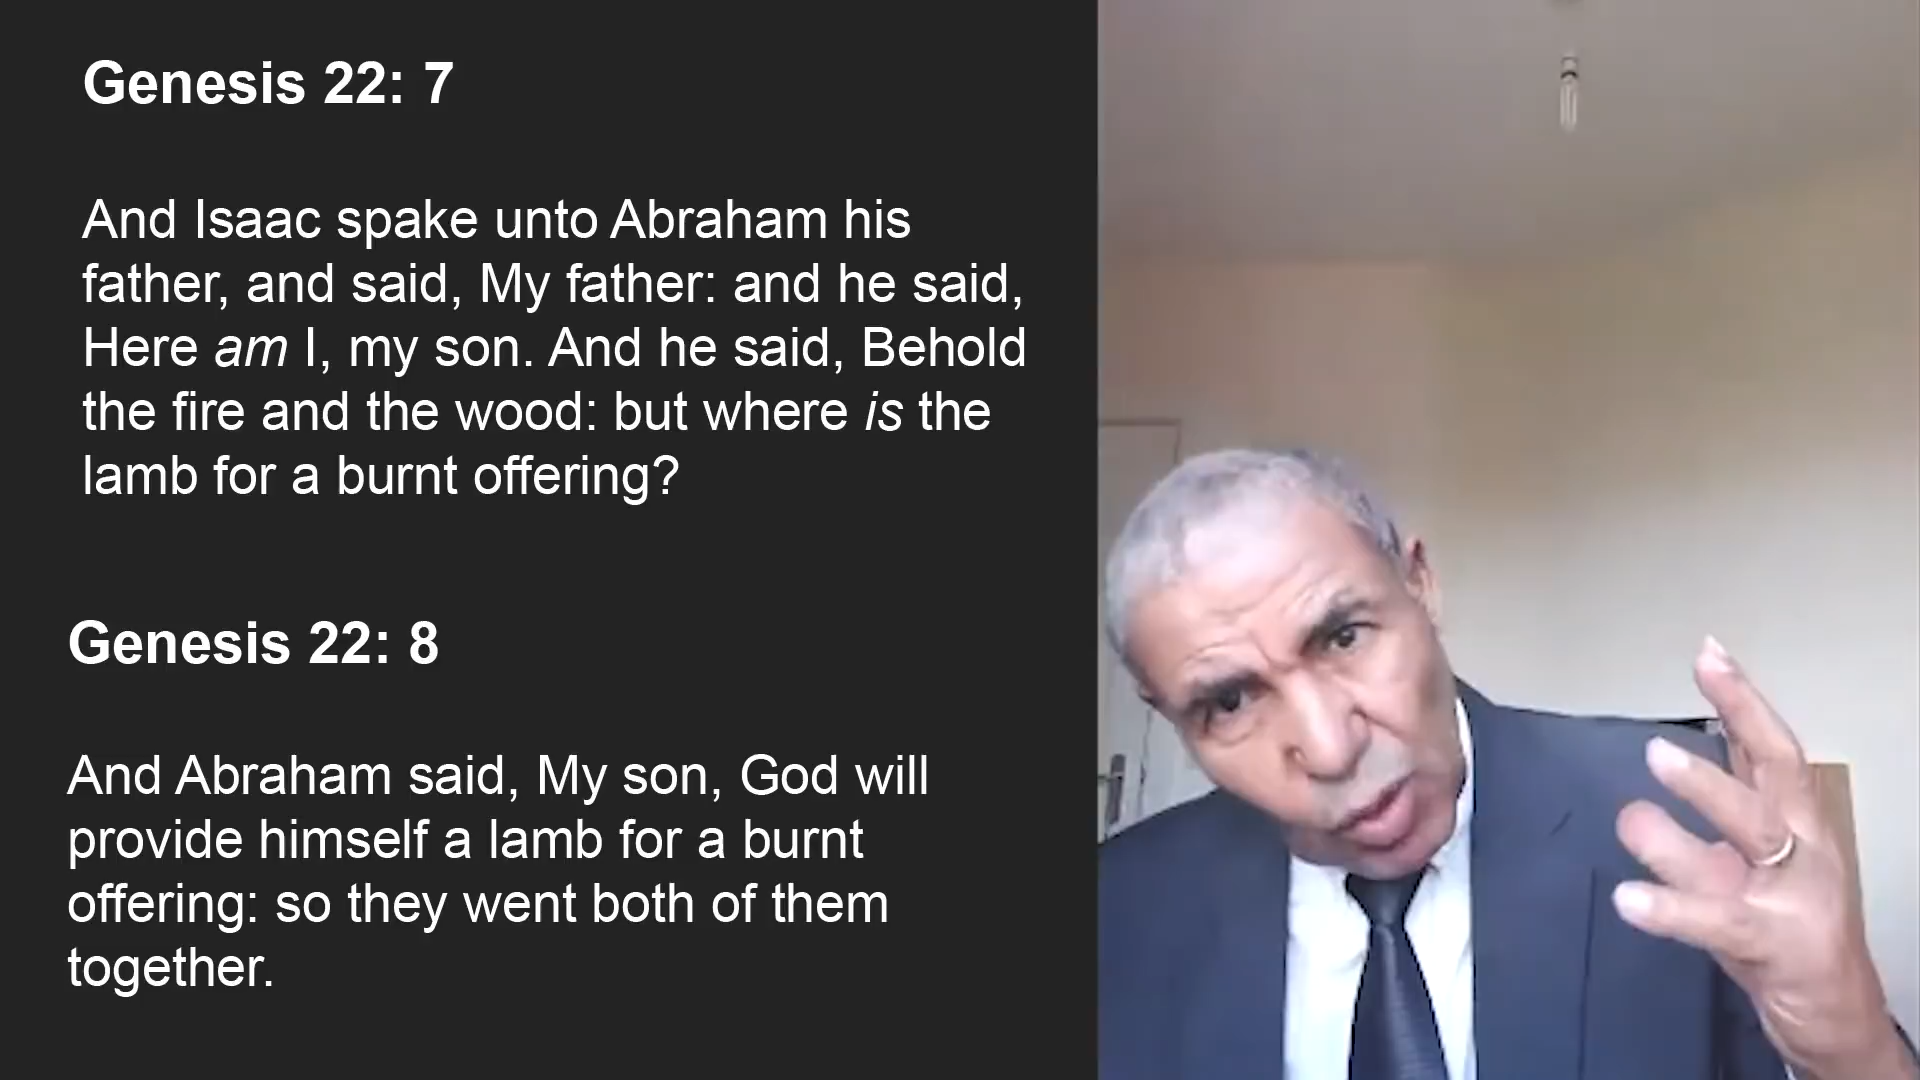 Genesis 22: 7
And Isaac spake unto Abraham his
father, and said, My father: and he said,
Here am I, my son. And he said, Behold
the fire and the wood: but where is the
lamb for a burnt offering?
Genesis 22: 8
And Abraham said, My son, God will
provide himself a lamb for a burnt
offering: so they went both of them
together.